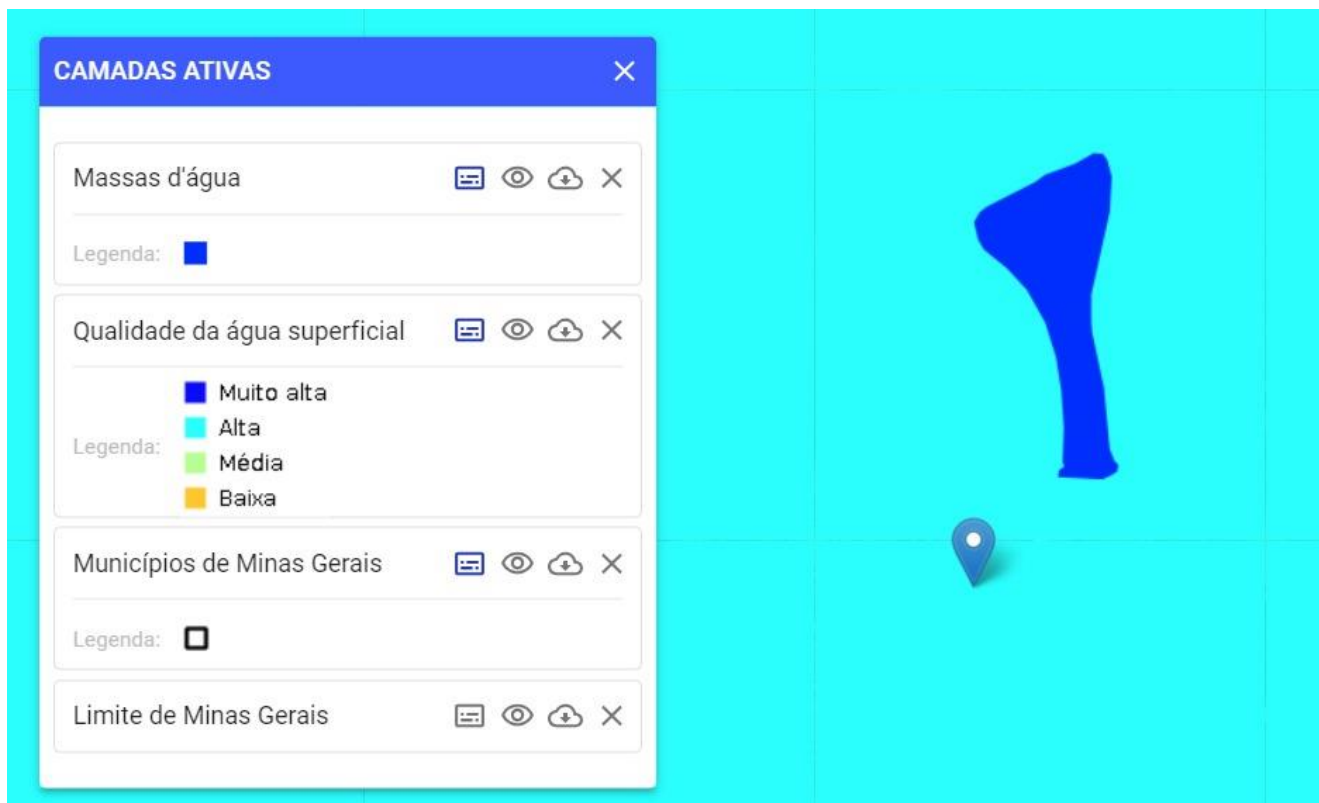 CAMADAS ATIVAS
Massas d'água
Legenda:
Qualidade da água superficial
Legenda:
Muito alta
Alta
Média
Baixa
Municípios de Minas Gerais
Legenda:
Limite de Minas Gerais